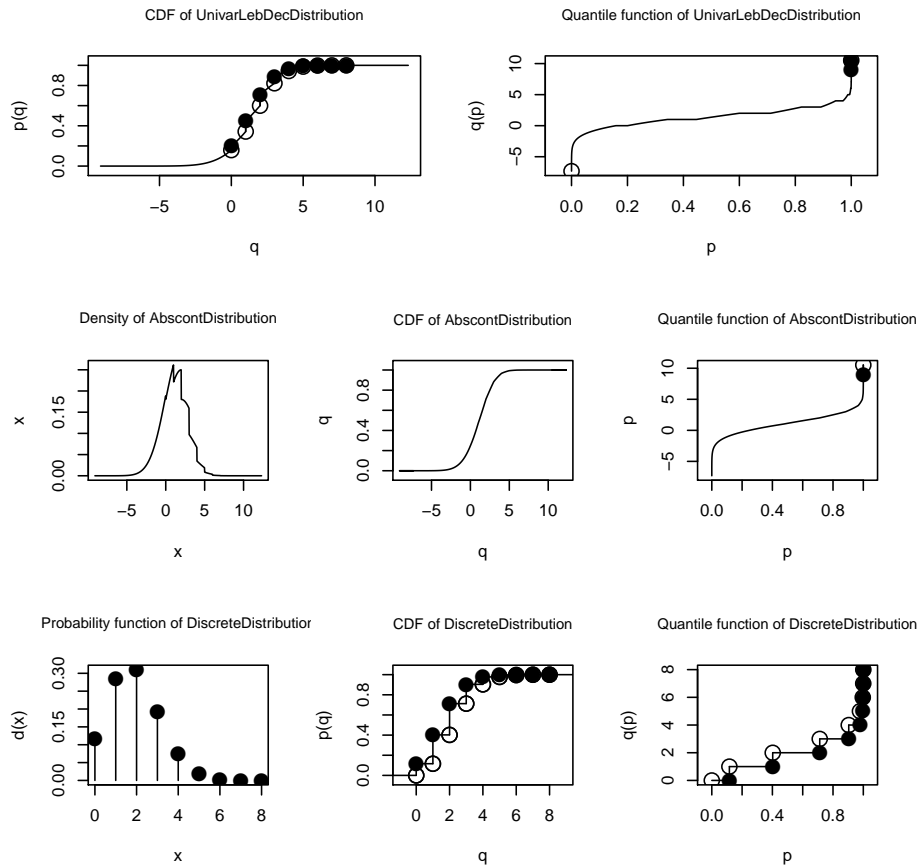 CDF of UnivarLebDecDistribution
p(q)
0.0 0.4 0.8
−5 0 5 10
q
Quantile function of UnivarLebDecDistribution
q(p)
−5 0 5 10
0.0 0.2 0.4 0.6 0.8 1.0
p
Density of AbscontDistribution
x
0.00 0.15
−5 0 5 10
x
CDF of AbscontDistribution
q
0.0 0.4 0.8
−5 0 5 10
q
Quantile function of AbscontDistribution
p
−5 0 5 10
0.0 0.4 0.8
p
Probability function of DiscreteDistribution
d(x)
0.00 0.15 0.30
0 2 4 6 8
x
CDF of DiscreteDistribution
p(q)
0.0 0.4 0.8
0 2 4 6 8
q
Quantile function of DiscreteDistribution
q(p)
0 2 4 6 8
0.0 0.4 0.8
p